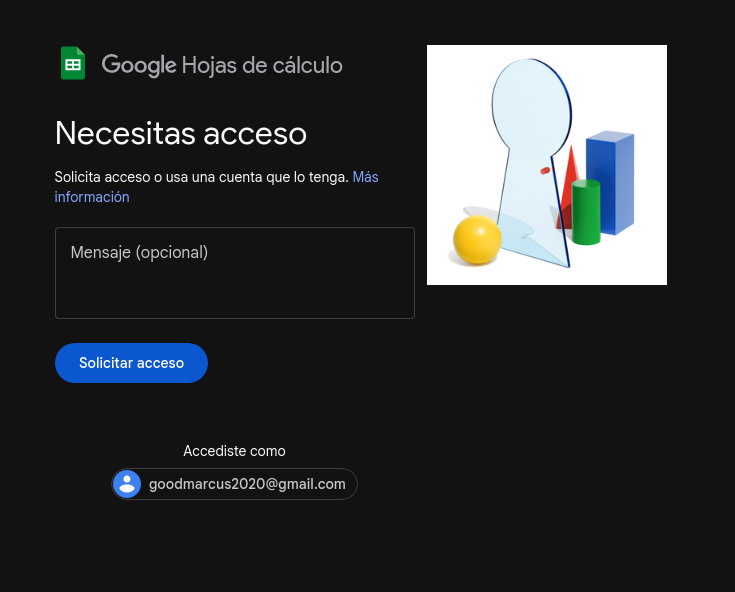 Google Hojas de cálculo
Necesitas acceso
Solicita acceso o usa una cuenta que lo tenga. Más
información
Mensaje (opcional)
Solicitar acceso
Accediste como
goodmarcus2020@gmail.com